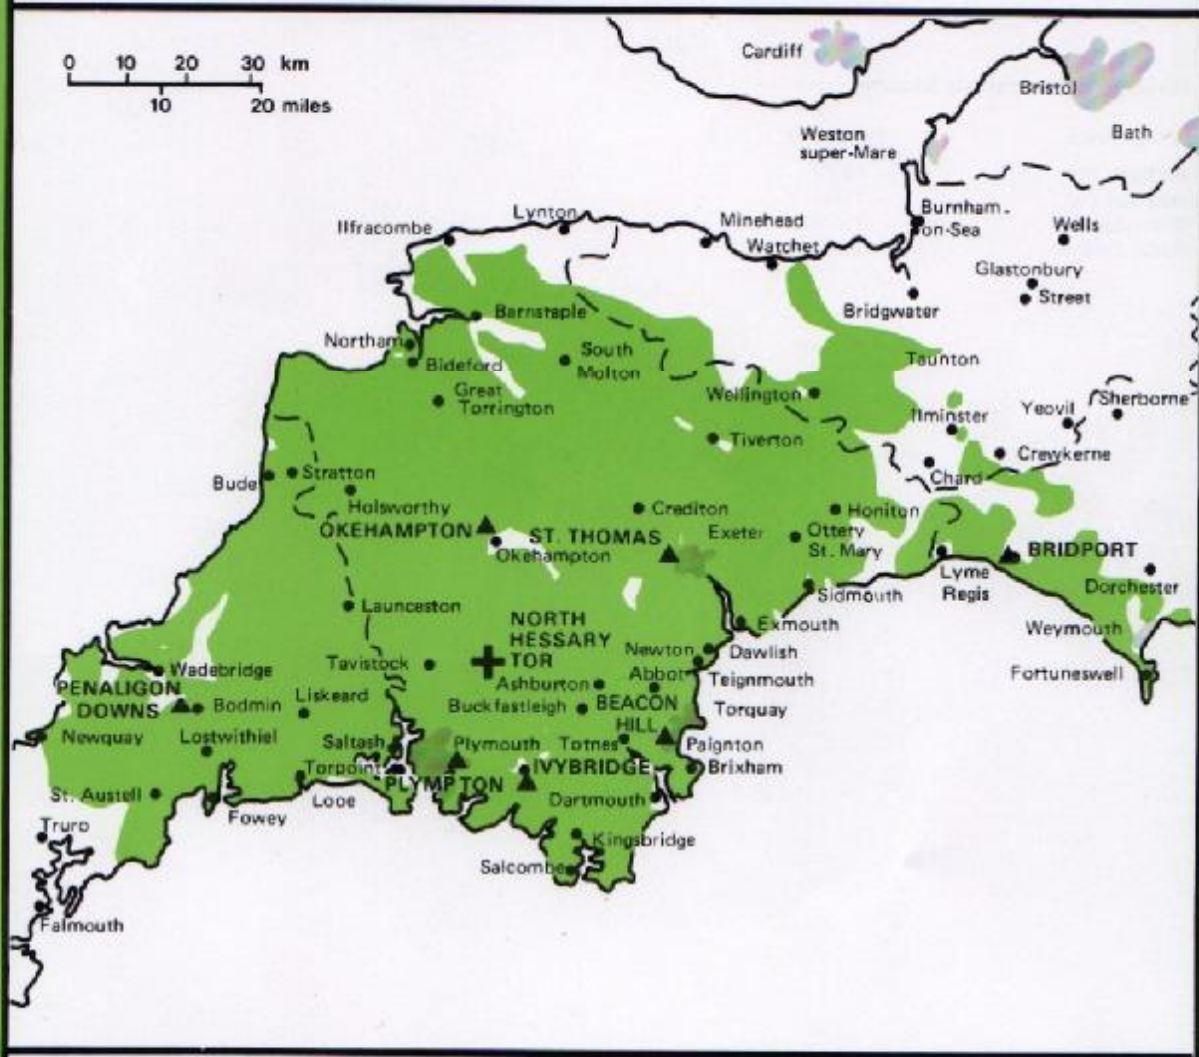 0 10 20 30 km
10 20 miles
Cardiff
Bristol
Bath
Weston
super-Mare
Burnham-
on-Sea
Wells
Glastonbury
Street
Lynton
Ilfracombe
Minehead
Watchet
Bridgwater
Barnstaple
Northam
Bideford
South
Molton
Great
Torrington
Taunton
Wellington
Ilminster
Yeovil
Sherborne
Tiverton
Crewkerne
Chard
Bude
Stratton
Holsworthy
Crediton
Honiton
OKEHAMPTON
ST. THOMAS
Exeter
Ottery
St. Mary
Okehampton
BRIDPORT
Lyme
Regis
Dorchester
Sidmouth
Launceston
NORTH
HESSARY
TOR
Exmouth
Weymouth
Newton
Abbot
Dawlish
Tavistock
Wadebridge
Teignmouth
Fortuneswell
Ashburton
PENALIGON
DOWNS
Bodmin
Liskeard
Buckfastleigh
BEACON
HILL
Torquay
Newquay
Lostwithiel
Saltash
Plymouth
Totnes
Paignton
Torpoint
IVYBRIDGE
Brixham
PLYMPTON
St. Austell
Looe
Dartmouth
Fowey
Truro
Kingsbridge
Salcombe
Falmouth